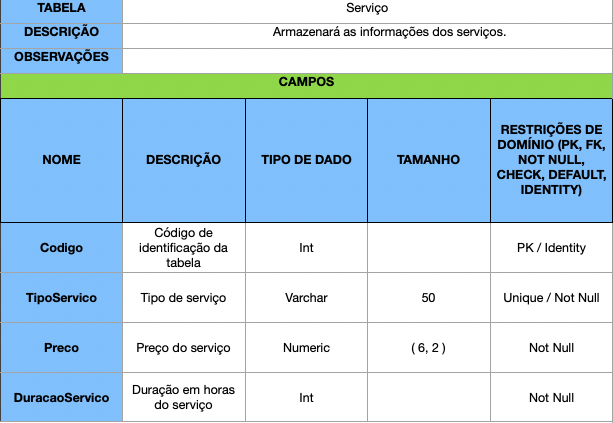 TABELA Serviço
DESCRIÇÃO Armazenará as informações dos serviços.
OBSERVAÇÕES
CAMPOS
NOME DESCRIÇÃO TIPO DE DADO TAMANHO RESTRIÇÕES DE
DOMÍNIO (PK, FK,
NOT NULL,
CHECK, DEFAULT,
IDENTITY)
Codigo Código de
identificação da
tabela Int PK / Identity
TipoServico Tipo de serviço Varchar 50 Unique / Not Null
Preco Preço do serviço Numeric ( 6, 2 ) Not Null
DuracaoServico Duração em horas
do serviço Int Not Null